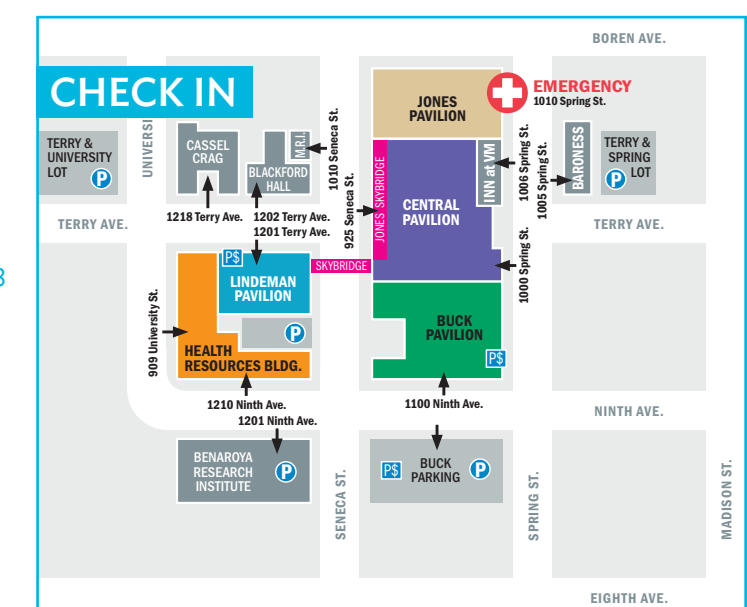 BOREN AVE.
CHECK IN
EMERGENCY
1010 Spring St.
JONES
PAVILION
TERRY &
UNIVERSITY
LOT
P
UNIVERSI
CASSEL
CRAG
M.R.I.
BLACKFORD
HALL
1010 Seneca St.
INN at VM
1006 Spring St.
1005 Spring St.
BARONESS
TERRY &
SPRING
LOT
P
TERRY AVE.
1218 Terry Ave.
1202 Terry Ave.
1201 Terry Ave.
925 Seneca St.
JONES SKYBRIDGE
CENTRAL
PAVILION
TERRY AVE.
P$
LINDEMAN
PAVILION
SKYBRIDGE
1000 Spring St.
8
909 University St.
P
HEALTH
RESOURCES BLDG.
BUCK
PAVILION
P$
1210 Ninth Ave.
1201 Ninth Ave.
1100 Ninth Ave.
NINTH AVE.
BENAROYA
RESEARCH
INSTITUTE
P
SENECA ST.
P$
BUCK
PARKING
P
SPRING ST.
MADISON ST.
EIGHTH AVE.